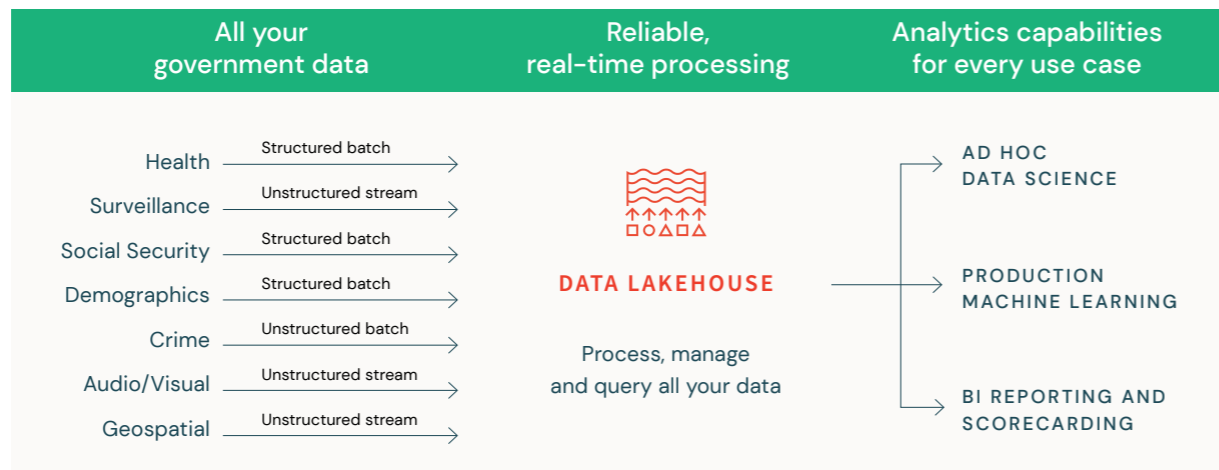 All your
government data
Reliable,
real-time processing
Analytics capabilities
for every use case
Health
Structured batch
Surveillance
Unstructured stream
Social Security
Structured batch
Demographics
Structured batch
Crime
Unstructured batch
Audio/Visual
Unstructured stream
Geospatial
Unstructured stream
DATA LAKEHOUSE
Process, manage
and query all your data
AD HOC
DATA SCIENCE
PRODUCTION
MACHINE LEARNING
BI REPORTING AND
SCORECARDING